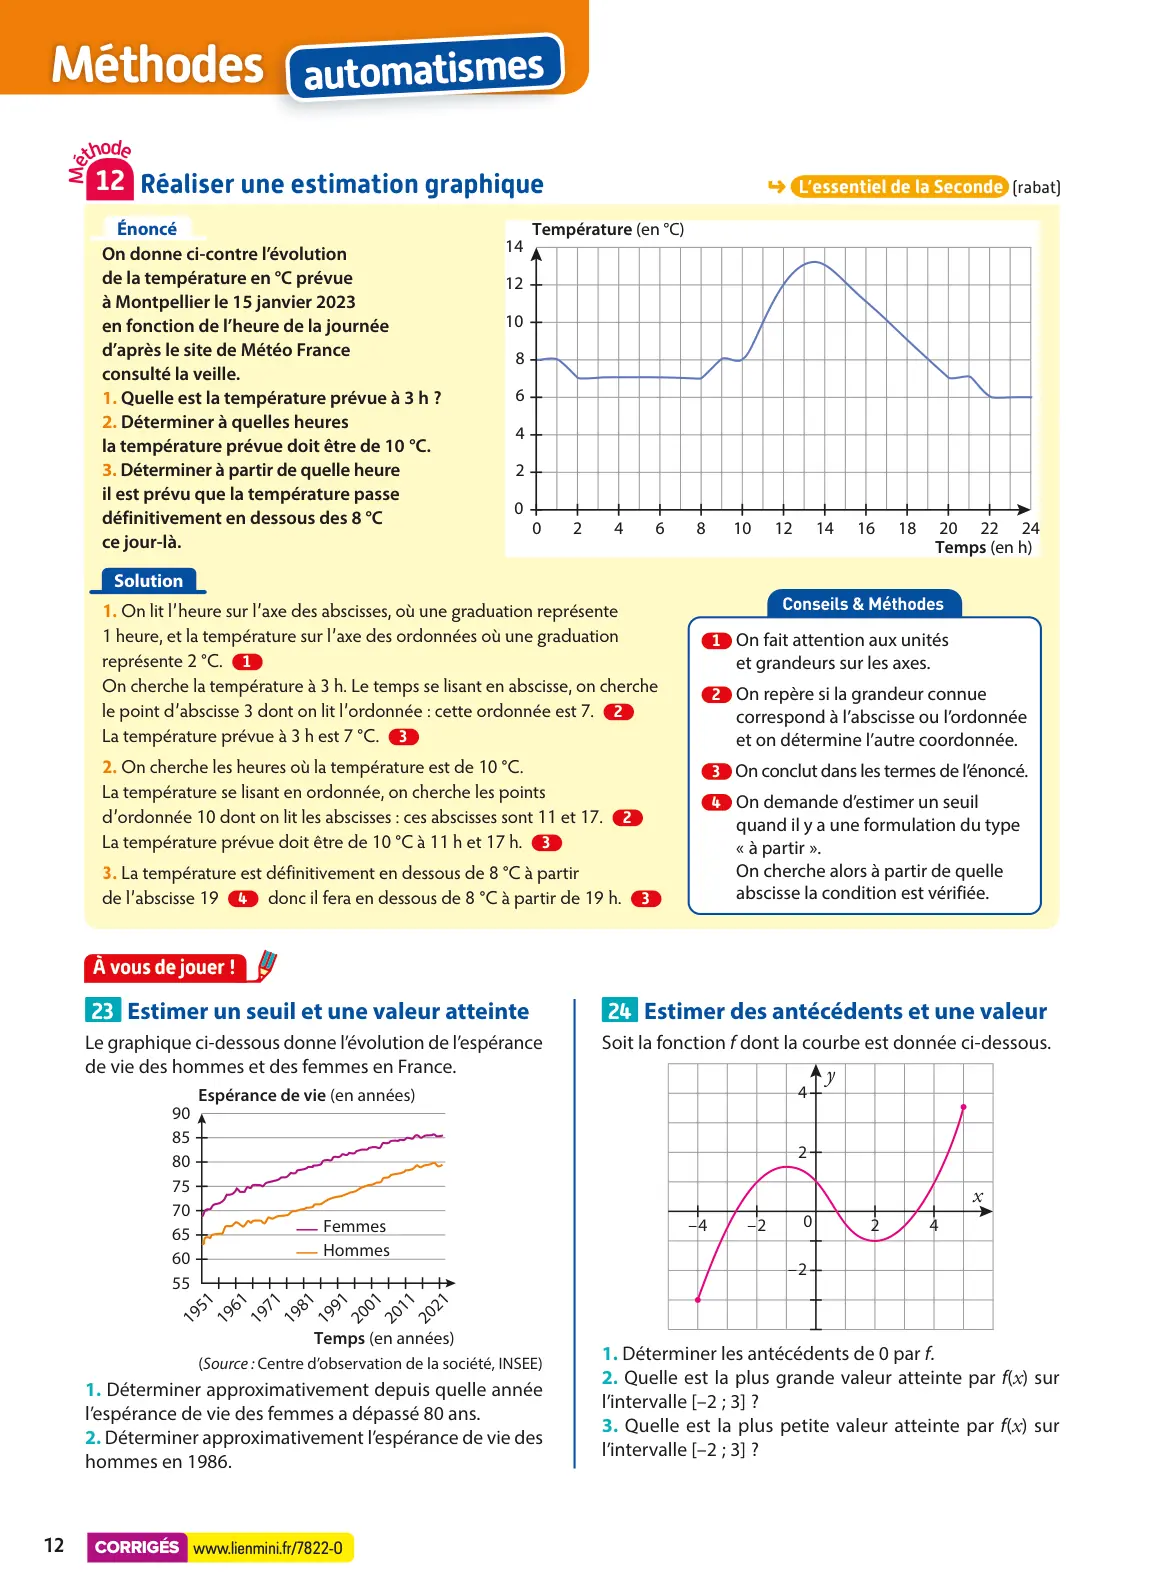 Méthodes automatismes
Méthode
12 Réaliser une estimation graphique
↪ L'essentiel de la Seconde (rabat)
Énoncé
On donne ci-contre l'évolution
de la température en °C prévue
à Montpellier le 15 janvier 2023
en fonction de l'heure de la journée
d'après le site de Météo France
consulté la veille.
1. Quelle est la température prévue à 3 h ?
2. Déterminer à quelles heures
la température prévue doit être de 10 °C.
3. Déterminer à partir de quelle heure
il est prévu que la température passe
définitivement en dessous des 8 °C
ce jour-là.
Température (en °C)
14
12
10
8
6
4
2
0
0 2 4 6 8 10 12 14 16 18 20 22 24
Temps (en h)
Solution
1. On lit l'heure sur l'axe des abscisses, où une graduation représente
1 heure, et la température sur l'axe des ordonnées où une graduation
représente 2 °C. 1
On cherche la température à 3 h. Le temps se lisant en abscisse, on cherche
le point d'abscisse 3 dont on lit l'ordonnée : cette ordonnée est 7. 2
La température prévue à 3 h est 7 °C. 3
2. On cherche les heures où la température est de 10 °C.
La température se lisant en ordonnée, on cherche les points
d'ordonnée 10 dont on lit les abscisses : ces abscisses sont 11 et 17. 2
La température prévue doit être de 10 °C à 11 h et 17 h. 3
3. La température est définitivement en dessous de 8 °C à partir
de l'abscisse 19 4 donc il fera en dessous de 8 °C à partir de 19 h. 3
Conseils & Méthodes
1 On fait attention aux unités
et grandeurs sur les axes.
2 On repère si la grandeur connue
correspond à l'abscisse ou l'ordonnée
et on détermine l'autre coordonnée.
3 On conclut dans les termes de l'énoncé.
4 On demande d'estimer un seuil
quand il y a une formulation du type
« à partir ».
On cherche alors à partir de quelle
abscisse la condition est vérifiée.
À vous de jouer !
23 Estimer un seuil et une valeur atteinte
Le graphique ci-dessous donne l'évolution de l'espérance
de vie des hommes et des femmes en France.
Espérance de vie (en années)
90
85
80
75
70
65
60
55
Femmes
Hommes
1951 1961 1971 1981 1991 2001 2011 2021
Temps (en années)
(Source : Centre d'observation de la société, INSEE)
1. Déterminer approximativement depuis quelle année
l'espérance de vie des femmes a dépassé 80 ans.
2. Déterminer approximativement l'espérance de vie des
hommes en 1986.
24 Estimer des antécédents et une valeur
Soit la fonction f dont la courbe est donnée ci-dessous.
y
4
2
x
–4 –2 0 2 4
–2
1. Déterminer les antécédents de 0 par f.
2. Quelle est la plus grande valeur atteinte par f(x) sur
l'intervalle [–2 ; 3] ?
3. Quelle est la plus petite valeur atteinte par f(x) sur
l'intervalle [–2 ; 3] ?
12 CORRIGÉS www.lienmini.fr/7822-0